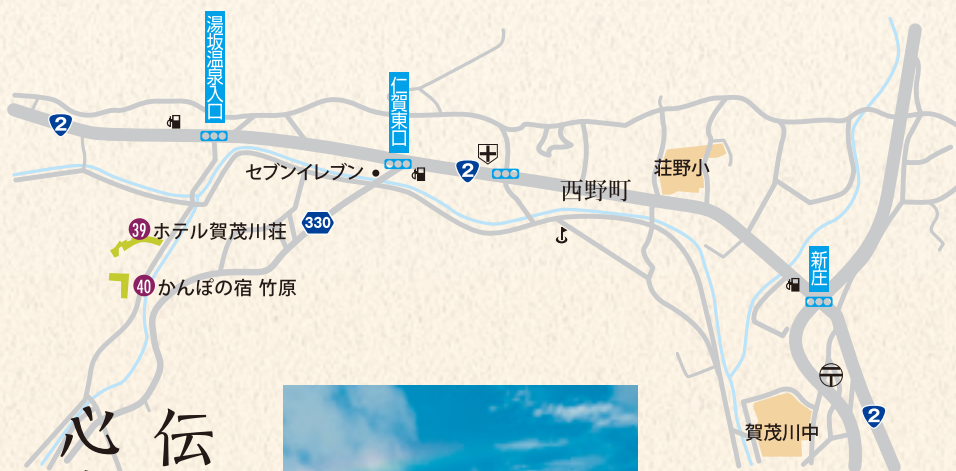 湯坂温泉入口
仁賀東口
2
2
セブンイレブン
西野町
荘野小
39 ホテル賀茂川荘
330
40 かんぽの宿 竹原
新庄
2
賀茂川中
伝
心